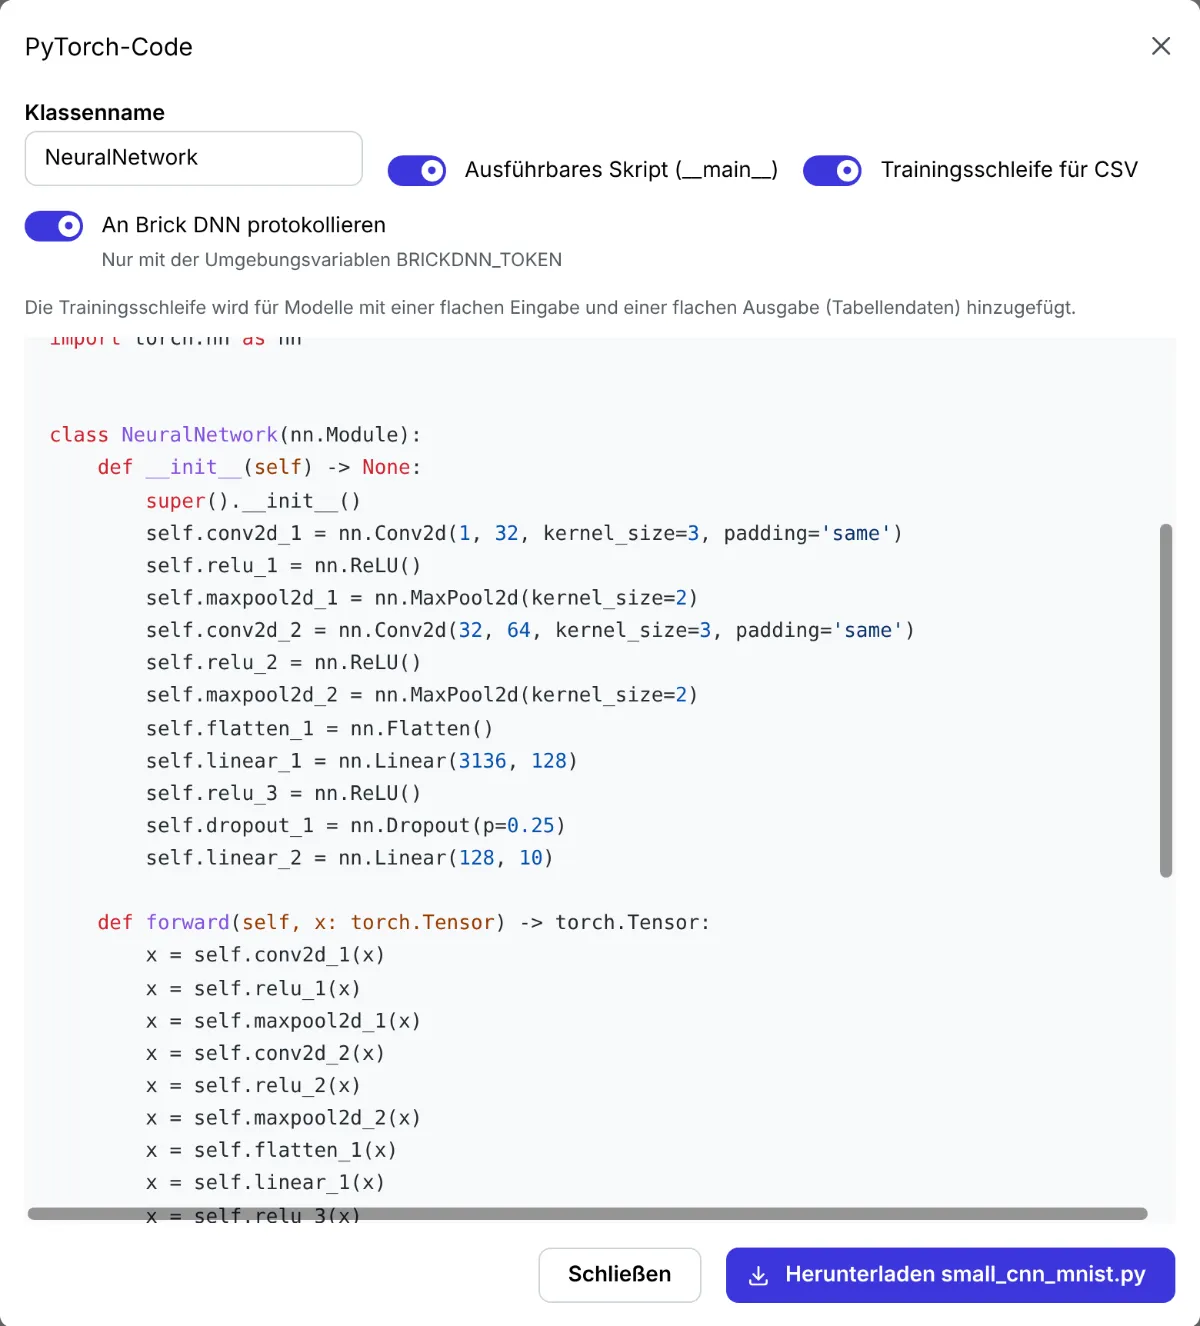 PyTorch-Code
Klassenname
NeuralNetwork
Ausführbares Skript (__main__)
Trainingsschleife für CSV
An Brick DNN protokollieren
Nur mit der Umgebungsvariablen BRICKDNN_TOKEN
Die Trainingsschleife wird für Modelle mit einer flachen Eingabe und einer flachen Ausgabe (Tabellendaten) hinzugefügt.
import torch.nn as nn
class NeuralNetwork(nn.Module):
    def __init__(self) -> None:
        super().__init__()
        self.conv2d_1 = nn.Conv2d(1, 32, kernel_size=3, padding='same')
        self.relu_1 = nn.ReLU()
        self.maxpool2d_1 = nn.MaxPool2d(kernel_size=2)
        self.conv2d_2 = nn.Conv2d(32, 64, kernel_size=3, padding='same')
        self.relu_2 = nn.ReLU()
        self.maxpool2d_2 = nn.MaxPool2d(kernel_size=2)
        self.flatten_1 = nn.Flatten()
        self.linear_1 = nn.Linear(3136, 128)
        self.relu_3 = nn.ReLU()
        self.dropout_1 = nn.Dropout(p=0.25)
        self.linear_2 = nn.Linear(128, 10)
    def forward(self, x: torch.Tensor) -> torch.Tensor:
        x = self.conv2d_1(x)
        x = self.relu_1(x)
        x = self.maxpool2d_1(x)
        x = self.conv2d_2(x)
        x = self.relu_2(x)
        x = self.maxpool2d_2(x)
        x = self.flatten_1(x)
        x = self.linear_1(x)
        x = self.relu_3(x)
Schließen
Herunterladen small_cnn_mnist.py